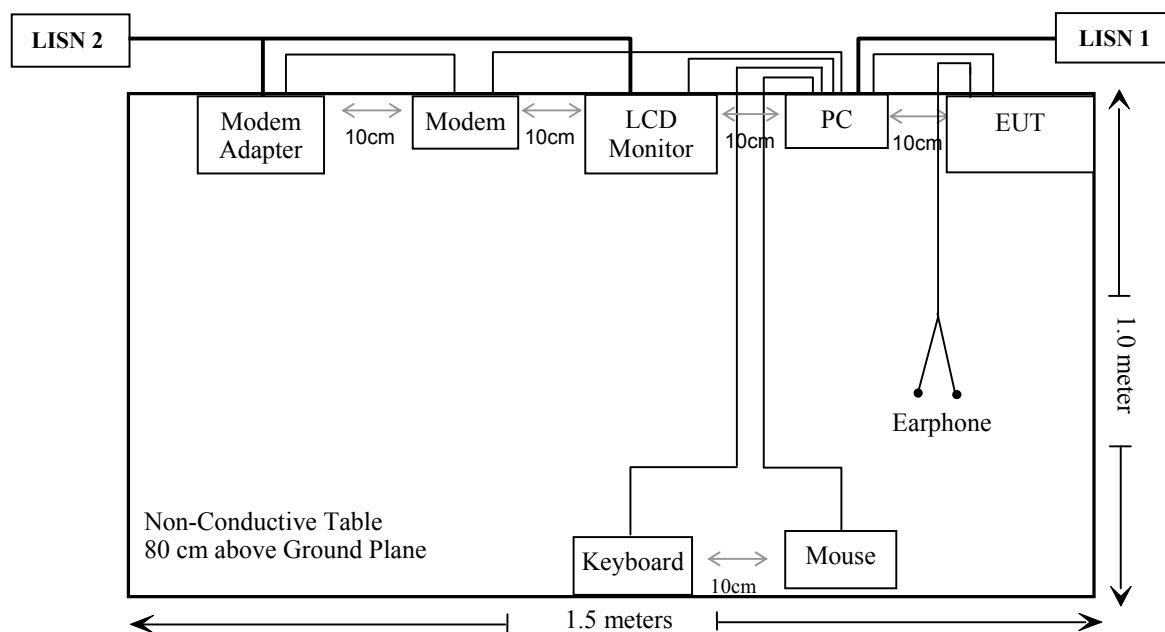 LISN 2
LISN 1
Modem
Adapter
10cm
Modem
10cm
LCD
Monitor
10cm
PC
10cm
EUT
1.0 meter
Earphone
Non-Conductive Table
80 cm above Ground Plane
Keyboard
10cm
Mouse
1.5 meters